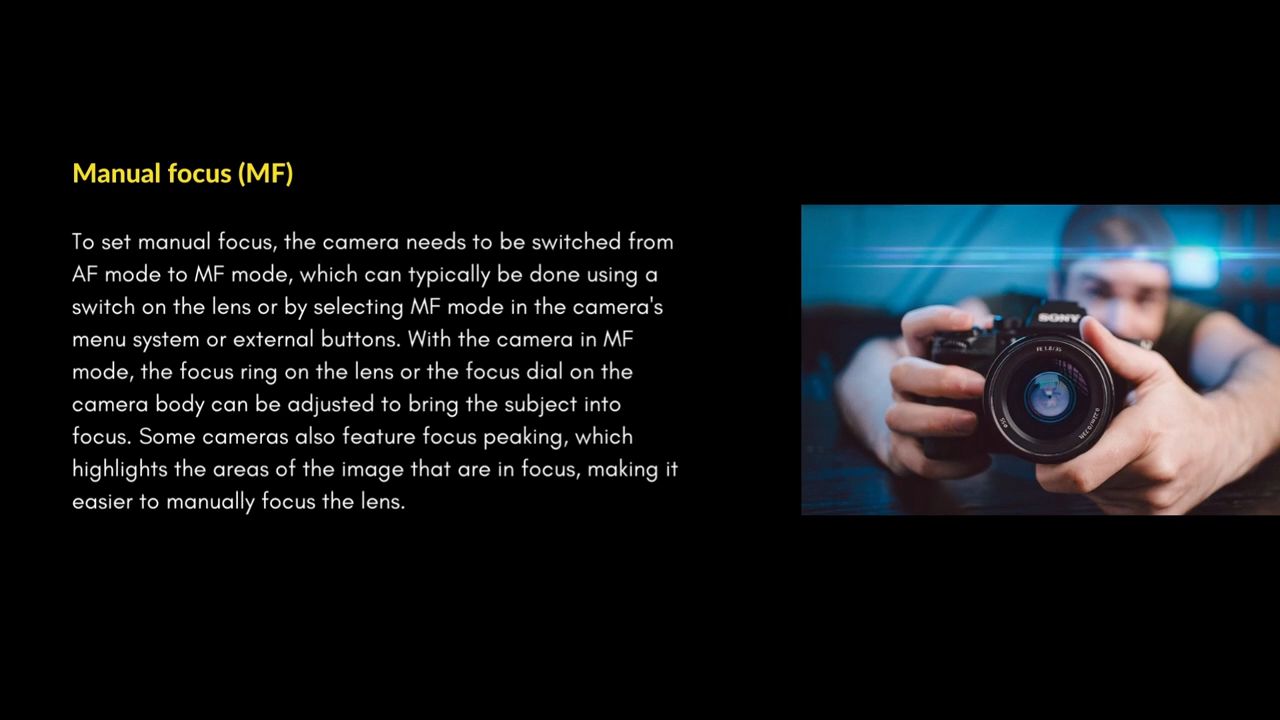 Manual focus (MF)
To set manual focus, the camera needs to be switched from
AF mode to MF mode, which can typically be done using a
switch on the lens or by selecting MF mode in the camera's
menu system or external buttons. With the camera in MF
mode, the focus ring on the lens or the focus dial on the
camera body can be adjusted to bring the subject into
focus. Some cameras also feature focus peaking, which
highlights the areas of the image that are in focus, making it
easier to manually focus the lens.
SONY
FE 1.8/35